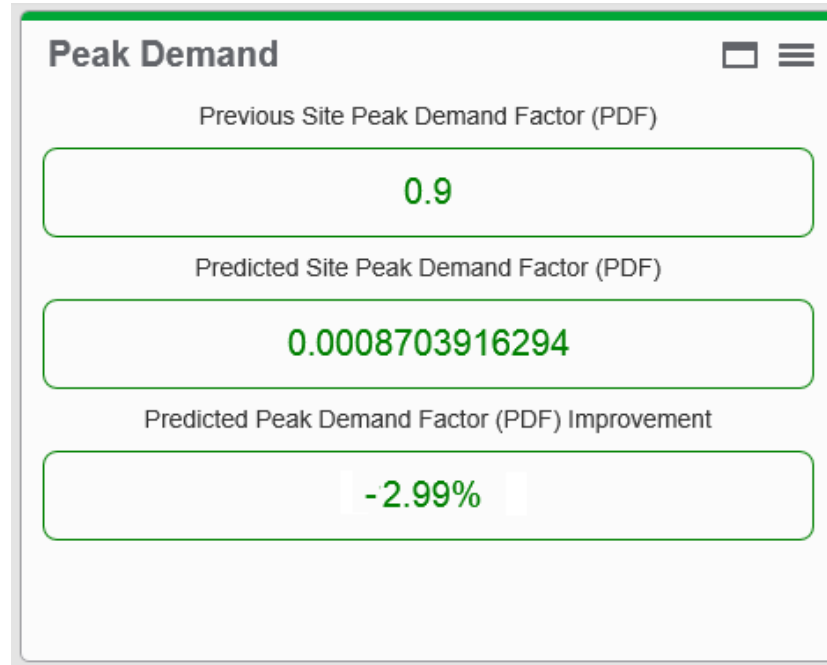 Peak Demand
Previous Site Peak Demand Factor (PDF)
0.9
Predicted Site Peak Demand Factor (PDF)
0.0008703916294
Predicted Peak Demand Factor (PDF) Improvement
-2.99%